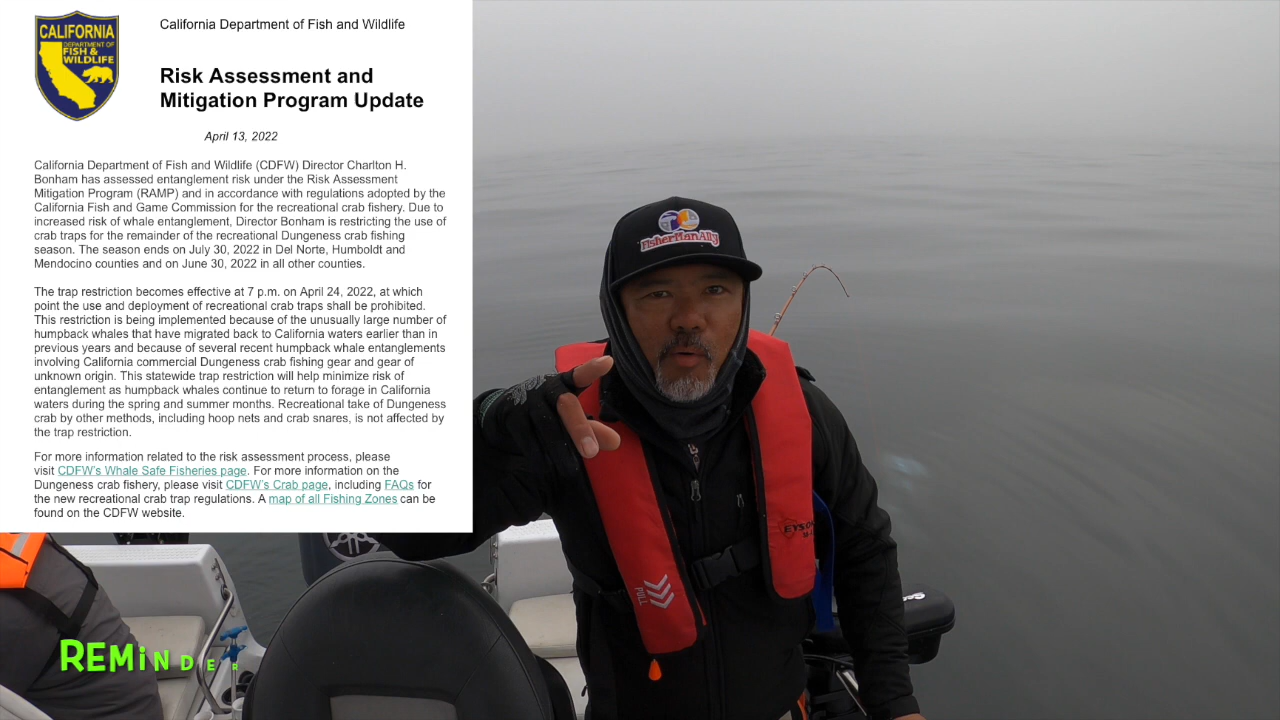 CALIFORNIA
DEPARTMENT OF
FISH &
WILDLIFE
California Department of Fish and Wildlife
Risk Assessment and
Mitigation Program Update
April 13, 2022
California Department of Fish and Wildlife (CDFW) Director Charlton H.
Bonham has assessed entanglement risk under the Risk Assessment
Mitigation Program (RAMP) and in accordance with regulations adopted by the
California Fish and Game Commission for the recreational crab fishery. Due to
increased risk of whale entanglement, Director Bonham is restricting the use of
crab traps for the remainder of the recreational Dungeness crab fishing
season. The season ends on July 30, 2022 in Del Norte, Humboldt and
Mendocino counties and on June 30, 2022 in all other counties.
The trap restriction becomes effective at 7 p.m. on April 24, 2022, at which
point the use and deployment of recreational crab traps shall be prohibited.
This restriction is being implemented because of the unusually large number of
humpback whales that have migrated back to California waters earlier than in
previous years and because of several recent humpback whale entanglements
involving California commercial Dungeness crab fishing gear and gear of
unknown origin. This statewide trap restriction will help minimize risk of
entanglement as humpback whales continue to return to forage in California
waters during the spring and summer months. Recreational take of Dungeness
crab by other methods, including hoop nets and crab snares, is not affected by
the trap restriction.
For more information related to the risk assessment process, please
visit CDFW's Whale Safe Fisheries page. For more information on the
Dungeness crab fishery, please visit CDFW's Crab page, including FAQs for
the new recreational crab trap regulations. A map of all Fishing Zones can be
found on the CDFW website.
FisherManAlly
PULL
REMiNDER